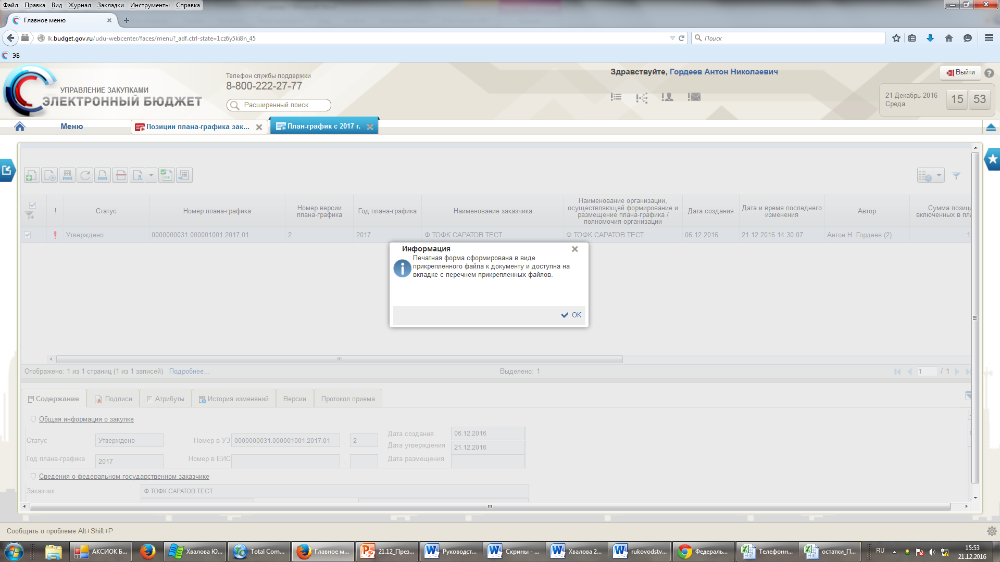 Файл Правка Вид Журнал Закладки Инструменты Справка
Главное меню
lk.budget.gov.ru/udu-webcenter/faces/menu?_adf.ctrl-state=1cz6y5ki8n_45
Поиск
ЭБ
УПРАВЛЕНИЕ ЗАКУПКАМИ
ЭЛЕКТРОННЫЙ БЮДЖЕТ
Телефон службы поддержки
8-800-222-27-77
Расширенный поиск
Здравствуйте, Гордеев Антон Николаевич
Выйти
21 Декабрь 2016
Среда
15 53
Меню
Позиции плана-графика зак...
План-график с 2017 г.
! Статус Номер плана-графика
Номер версии плана-графика
Год плана-графика
Наименование заказчика
Наименование организации, осуществляющей формирование и размещение плана-графика / полномочия организации
Дата создания
Дата и время последнего изменения
Автор
Сумма позиц
включенных в пла
Утверждено 0000000031.000001001.2017.01 2 2017 Ф ТОФК САРАТОВ ТЕСТ Ф ТОФК САРАТОВ ТЕСТ 06.12.2016 21.12.2016 14:30:07 Антон Н. Гордеев (2) 1
Информация
Печатная форма сформирована в виде
прикрепленного файла к документу и доступна на
вкладке с перечнем прикрепленных файлов.
OK
Отображено: 1 из 1 страниц (1 из 1 записей) Подробнее... Выделено: 1 1 / 1
Содержание Подписи Атрибуты История изменений Версии Протокол приема
Общая информация о закупке
Статус Утверждено Номер в УЗ 0000000031.000001001.2017.01 . 2
Дата создания 06.12.2016
Дата утверждения 21.12.2016
Год плана-графика 2017 Номер в ЕИС . Дата размещения
Сведения о федеральном государственном заказчике
Заказчик Ф ТОФК САРАТОВ ТЕСТ
Сообщить о проблеме Alt+Shift+P
АКСИОК Б... Хвалова Ю... Total Com... Главное м... 21.12_През... Руководст... Скрины - ... Хвалова 2... rukovodstv... Федераль... Телефонн... остатки_П... RU
15:53
21.12.2016